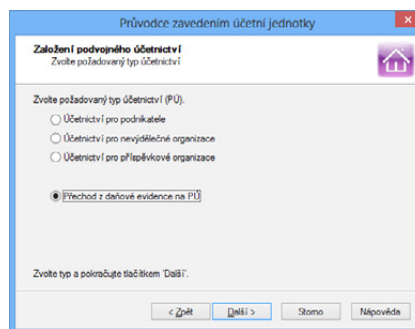 Průvodce zavedením účetní jednotky
Založení podvojného účetnictví
Zvolte požadovaný typ účetnictví
Zvolte požadovaný typ účetnictví (PÚ).
Účetnictví pro podnikatele
Účetnictví pro nevýdělečné organizace
Účetnictví pro příspěvkové organizace
Přechod z daňové evidence na PÚ
Zvolte typ a pokračujte tlačítkem 'Další'.
< Zpět Další > Storno Nápověda